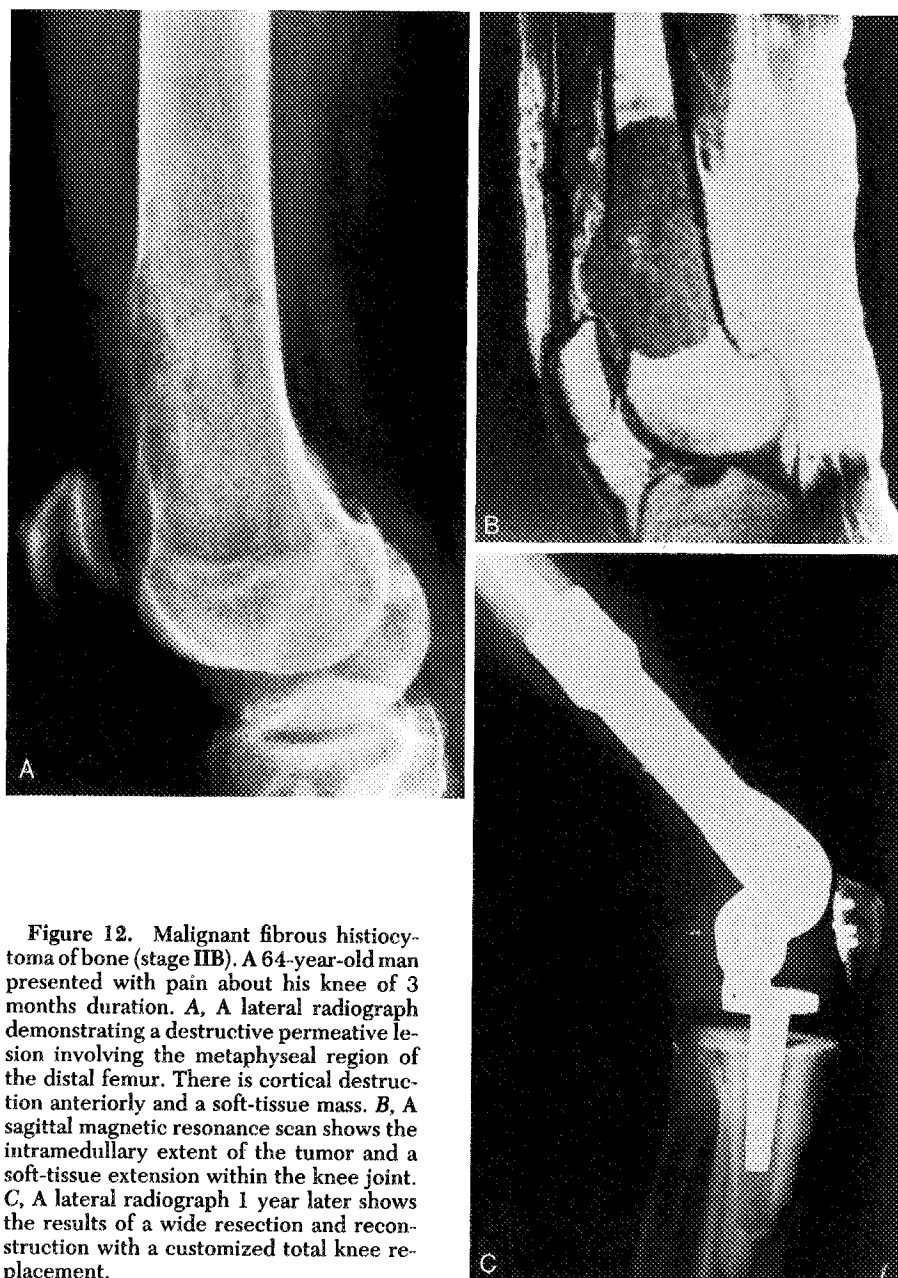 A
B
C
Figure 12. Malignant fibrous histiocy-
toma of bone (stage IIB). A 64-year-old man
presented with pain about his knee of 3
months duration. A, A lateral radiograph
demonstrating a destructive permeative le-
sion involving the metaphyseal region of
the distal femur. There is cortical destruc-
tion anteriorly and a soft-tissue mass. B, A
sagittal magnetic resonance scan shows the
intramedullary extent of the tumor and a
soft-tissue extension within the knee joint.
C, A lateral radiograph 1 year later shows
the results of a wide resection and recon-
struction with a customized total knee re-
placement.